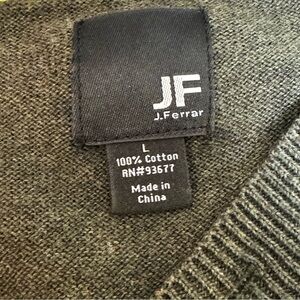 JF
J.Ferrar
L
100% Cotton
RN#93677
Made in
China